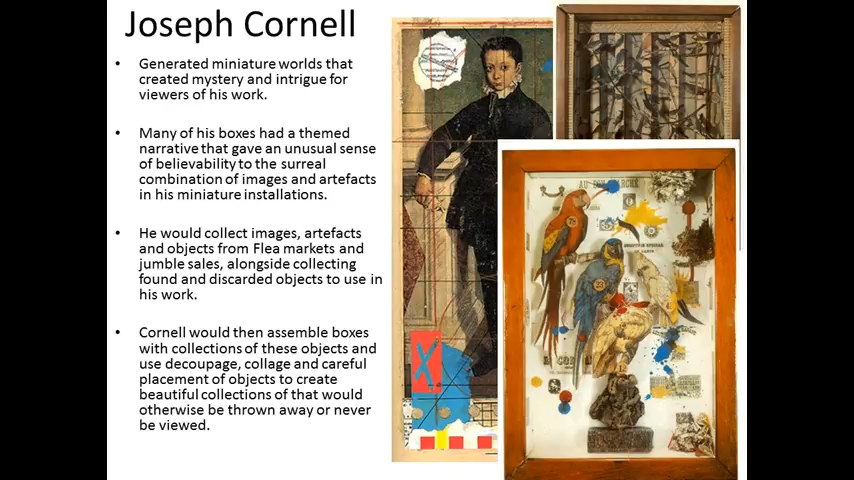 Joseph Cornell
• Generated miniature worlds that
created mystery and intrigue for
viewers of his work.
• Many of his boxes had a themed
narrative that gave an unusual sense
of believability to the surreal
combination of images and artefacts
in his miniature installations.
• He would collect images, artefacts
and objects from Flea markets and
jumble sales, alongside collecting
found and discarded objects to use in
his work.
• Cornell would then assemble boxes
with collections of these objects and
use decoupage, collage and careful
placement of objects to create
beautiful collections of that would
otherwise be thrown away or never
be viewed.